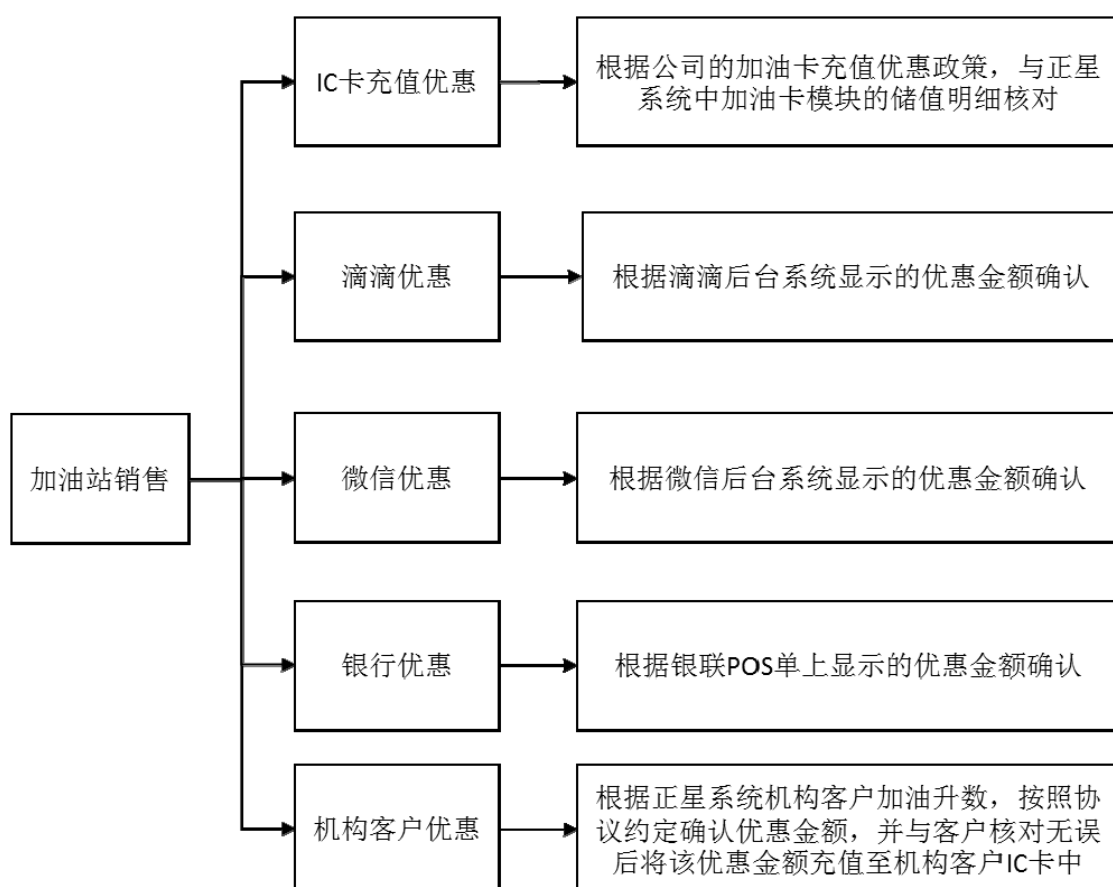 IC卡充值优惠
根据公司的加油卡充值优惠政策，与正星
系统中加油卡模块的储值明细核对
滴滴优惠
根据滴滴后台系统显示的优惠金额确认
加油站销售
微信优惠
根据微信后台系统显示的优惠金额确认
银行优惠
根据银联POS单上显示的优惠金额确认
机构客户优惠
根据正星系统机构客户加油升数，按照协
议约定确认优惠金额，并与客户核对无误
后将该优惠金额充值至机构客户IC卡中